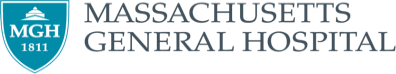 MGH
1811
MASSACHUSETTS
GENERAL HOSPITAL